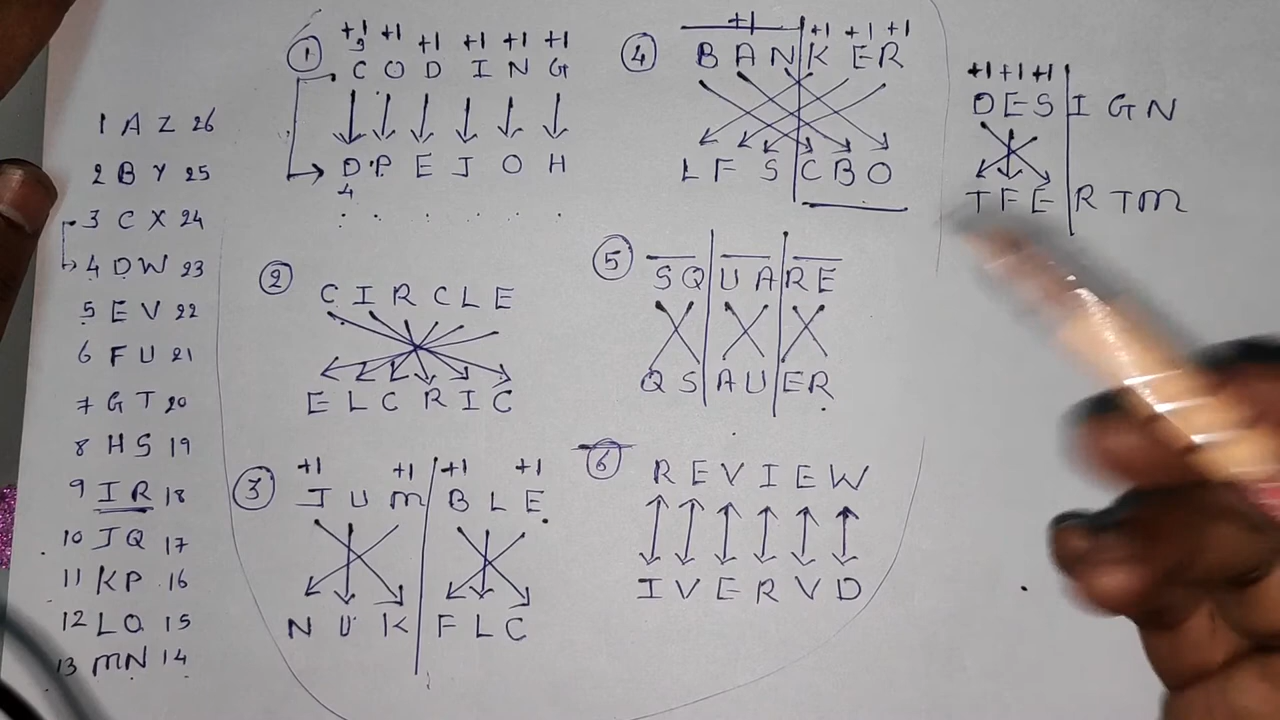 1 A Z 26
2 B Y 25
3 C X 24
4 D W 23
5 E V 22
6 F U 21
7 G T 20
8 H S 19
9 I R 18
10 J Q 17
11 K P 16
12 L O 15
13 M N 14
1
+1 +1 +1 +1 +1 +1
3
C O D I N G
D P E J O H
4
2
C I R C L E
E L C R I C
3
+1 +1 +1 +1
J U M B L E
N U K F L C
4
+1 +1 +1 +1
B A N K E R
L F S C B O
5
S Q U A R E
Q S A U E R
6
R E V I E W
I V E R V D
+1 +1 +1
D E S I G N
T F E R T M